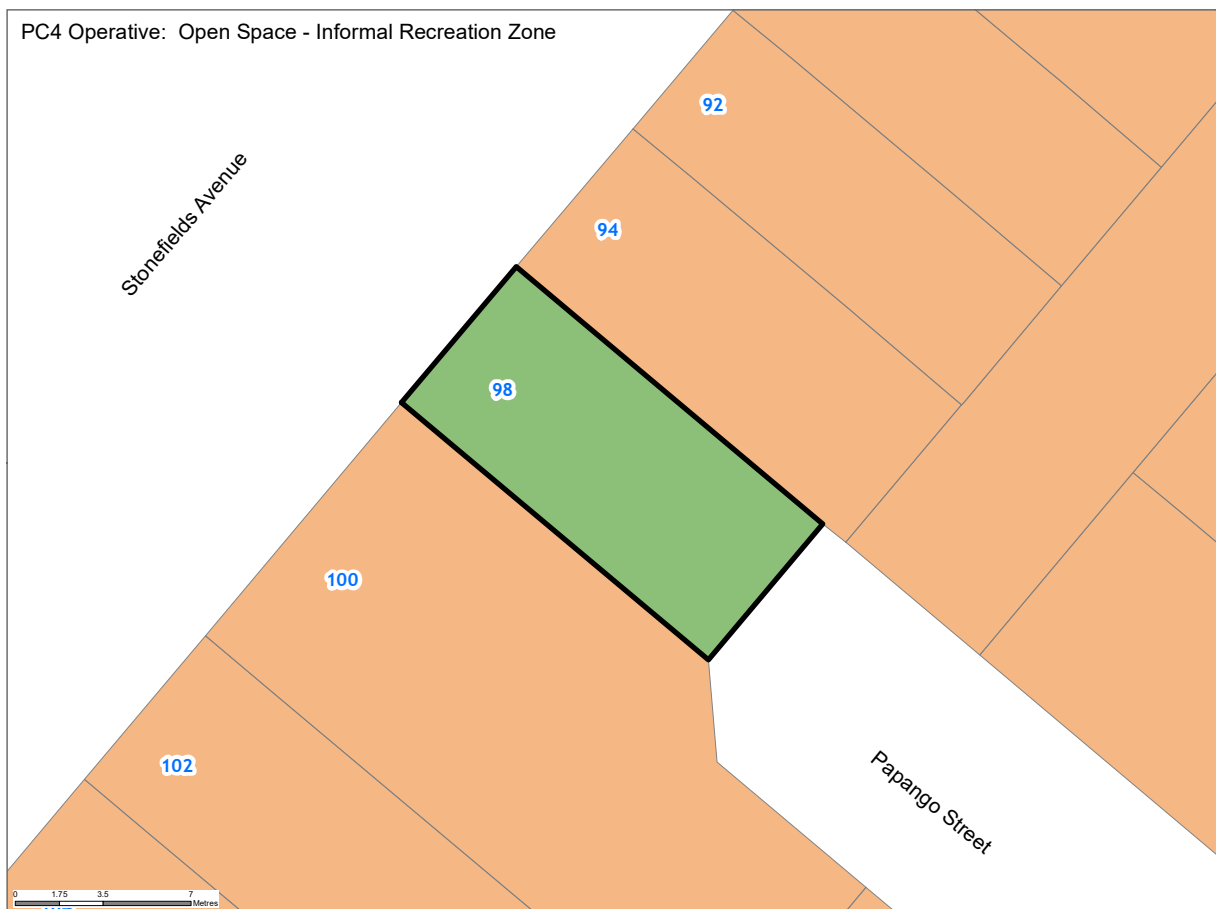 PC4 Operative:  Open Space - Informal Recreation Zone
92
Stonefields Avenue
94
98
100
102
Papango Street
0 1.75 3.5 7
Metres